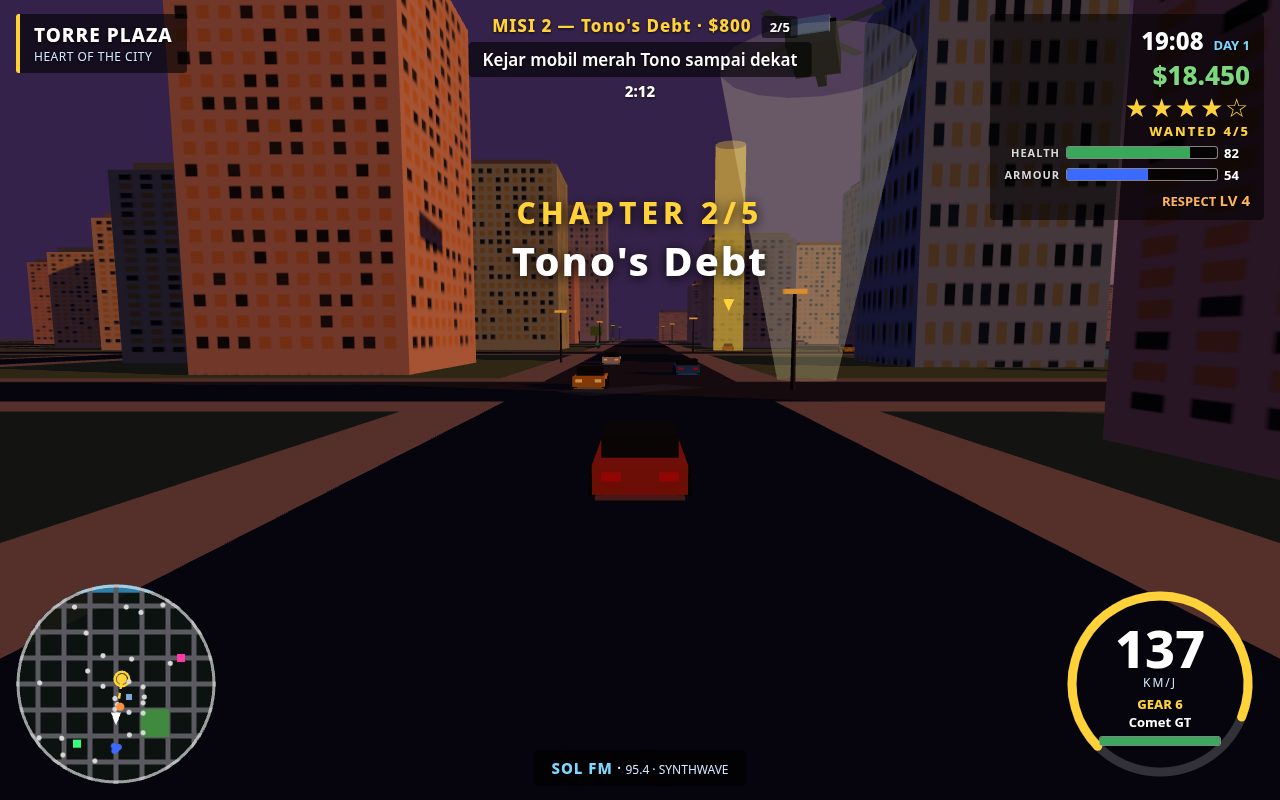 TORRE PLAZA
HEART OF THE CITY
MISI 2 — Tono's Debt · $800 2/5
Kejar mobil merah Tono sampai dekat
2:12
19:08 DAY 1
$18.450
★★★★☆
WANTED 4/5
HEALTH 82
ARMOUR 54
RESPECT LV 4
CHAPTER 2/5
Tono's Debt
137
KM/J
GEAR 6
Comet GT
SOL FM · 95.4 · SYNTHWAVE